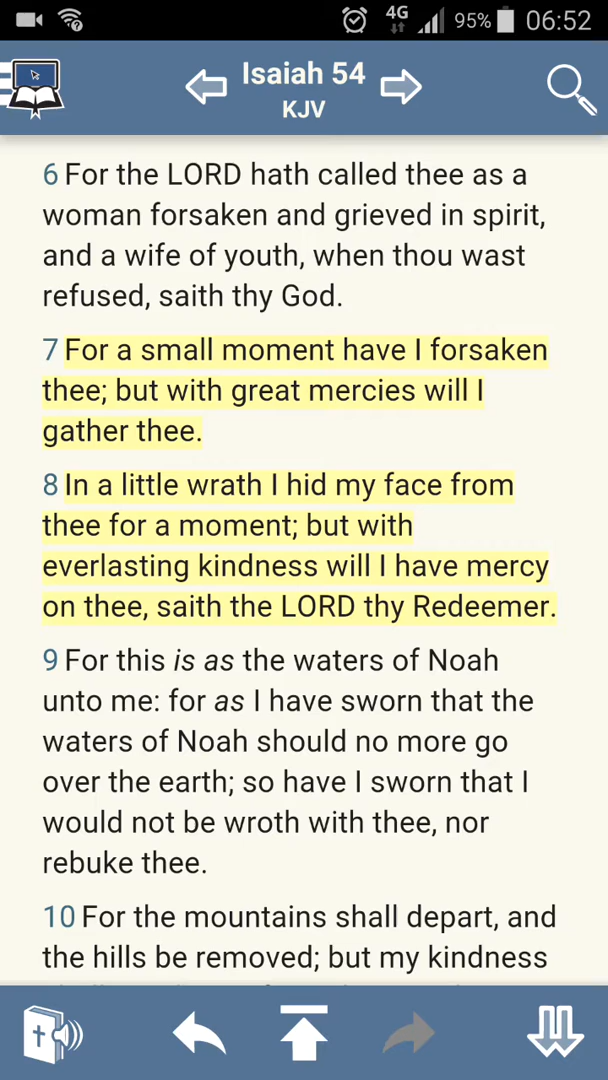 4G 95% 06:52
Isaiah 54
KJV
6 For the LORD hath called thee as a
woman forsaken and grieved in spirit,
and a wife of youth, when thou wast
refused, saith thy God.
7 For a small moment have I forsaken
thee; but with great mercies will I
gather thee.
8 In a little wrath I hid my face from
thee for a moment; but with
everlasting kindness will I have mercy
on thee, saith the LORD thy Redeemer.
9 For this is as the waters of Noah
unto me: for as I have sworn that the
waters of Noah should no more go
over the earth; so have I sworn that I
would not be wroth with thee, nor
rebuke thee.
10 For the mountains shall depart, and
the hills be removed; but my kindness